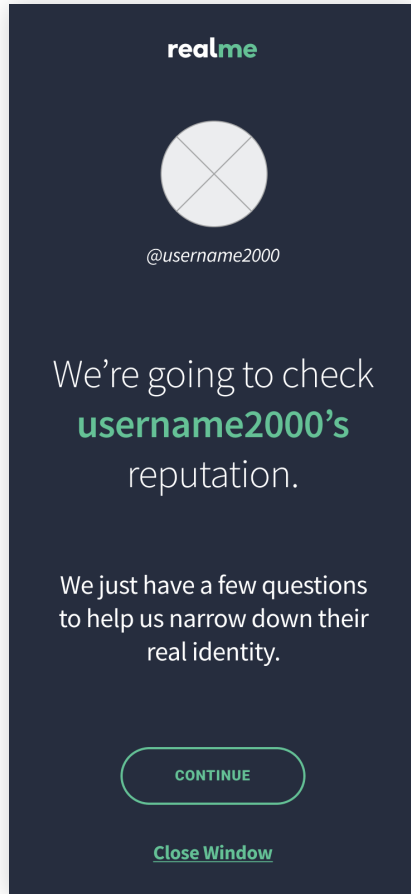 realme
@username2000
We’re going to check
username2000’s
reputation.
We just have a few questions
to help us narrow down their
real identity.
CONTINUE
Close Window